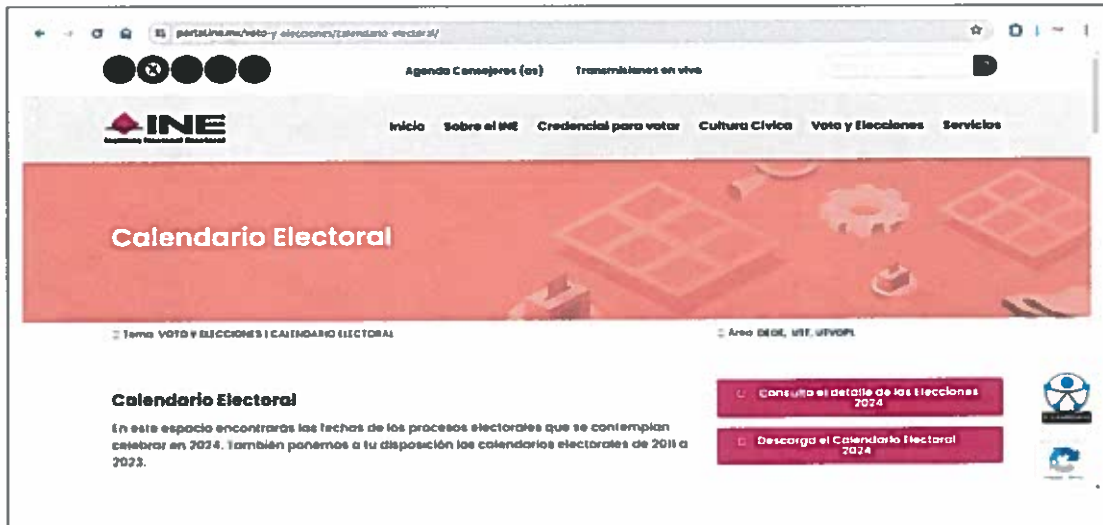 portal.ine.mx/voto-y-elecciones/calendario-electoral/
Agenda Consejeros (as) Transmisiones en vivo
INE
Instituto Nacional Electoral
Inicio Sobre el INE Credencial para votar Cultura Cívica Voto y Elecciones Servicios
Calendario Electoral
Tema: VOTO Y ELECCIONES | CALENDARIO ELECTORAL
Área: DEOE, UTF, UTVOPL
Calendario Electoral
En este espacio encontrarás las fechas de los procesos electorales que se contemplan
celebrar en 2024. También ponemos a tu disposición los calendarios electorales de 2011 a
2023.
Consulta el detalle de las Elecciones
2024
Descarga el Calendario Electoral
2024